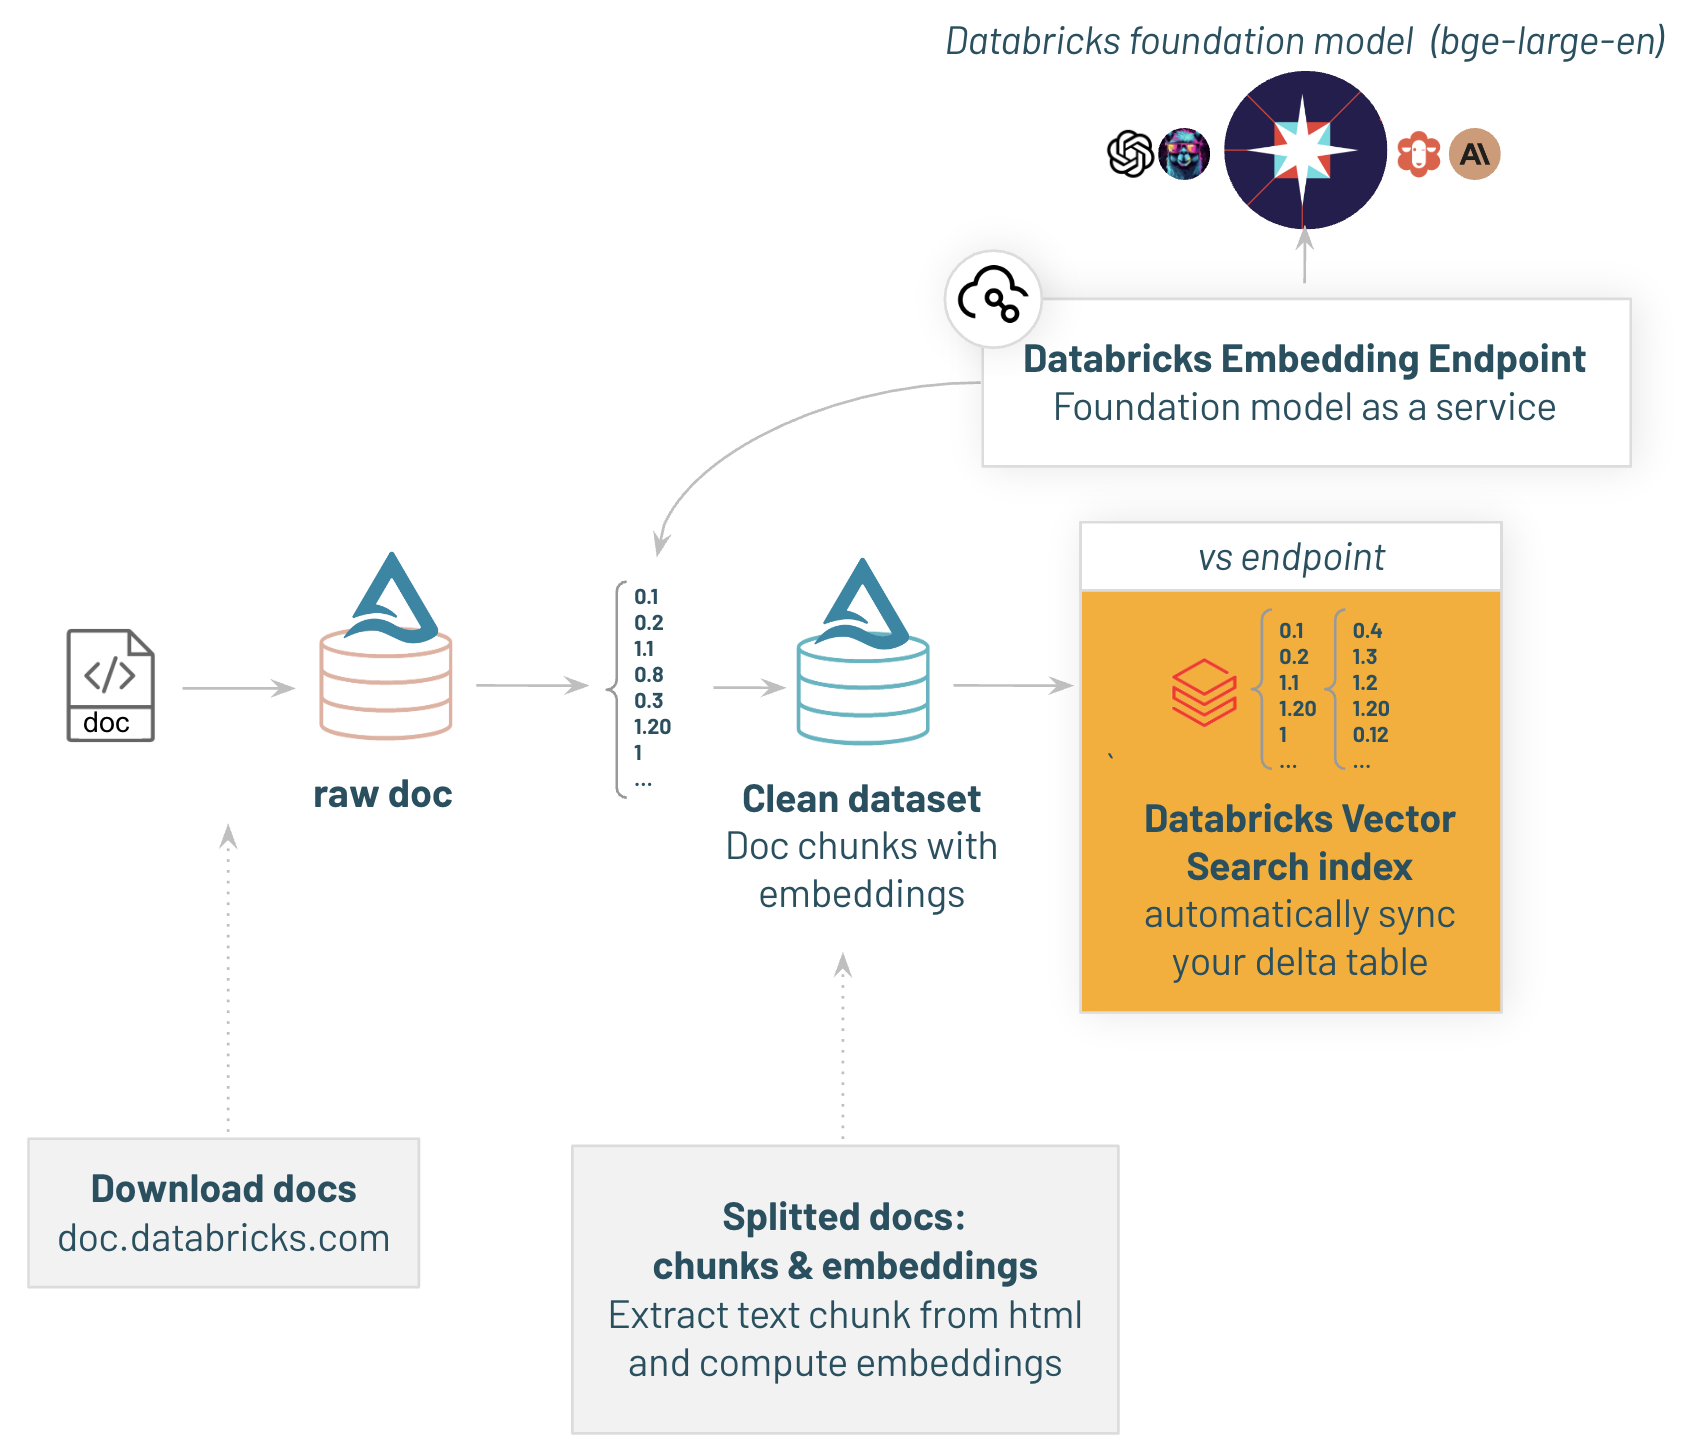 Databricks foundation model (bge-large-en)
AI
Databricks Embedding Endpoint
Foundation model as a service
doc
raw doc
0.1
0.2
1.1
0.8
0.3
1.20
1
...
Clean dataset
Doc chunks with
embeddings
vs endpoint
0.1
0.2
1.1
1.20
1
...
0.4
1.3
1.2
1.20
0.12
...
`
Databricks Vector
Search index
automatically sync
your delta table
Download docs
doc.databricks.com
Splitted docs:
chunks & embeddings
Extract text chunk from html
and compute embeddings